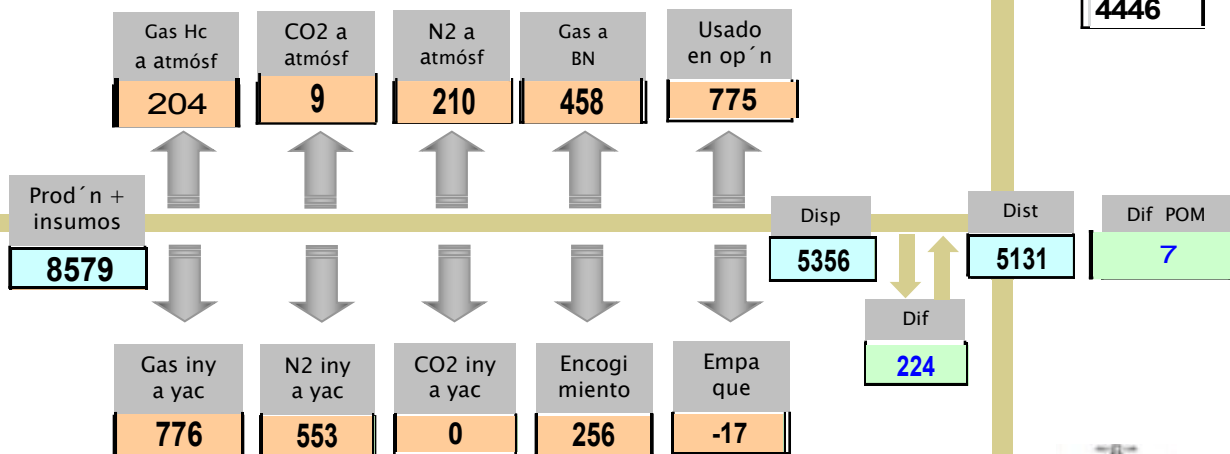 4446
Gas Hc
a atmósf
204
CO2 a
atmósf
9
N2 a
atmósf
210
Gas a
BN
458
Usado
en op´n
775
Prod´n +
insumos
8579
Disp
5356
Dist
5131
Dif POM
7
Dif
224
Gas iny
a yac
776
N2 iny
a yac
553
CO2 iny
a yac
0
Encogi
miento
256
Empa
que
-17